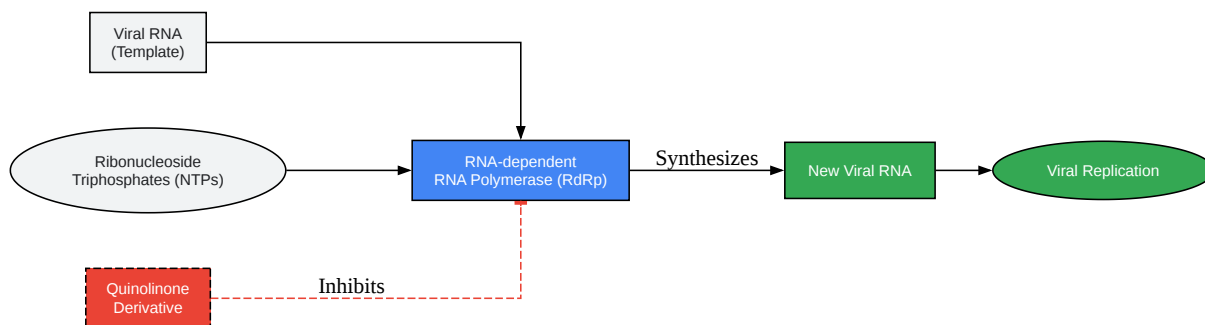 Viral RNA
(Template)
Ribonucleoside
Triphosphates (NTPs)
RNA-dependent
RNA Polymerase (RdRp)
Synthesizes
New Viral RNA
Viral Replication
Quinolinone
Derivative
Inhibits